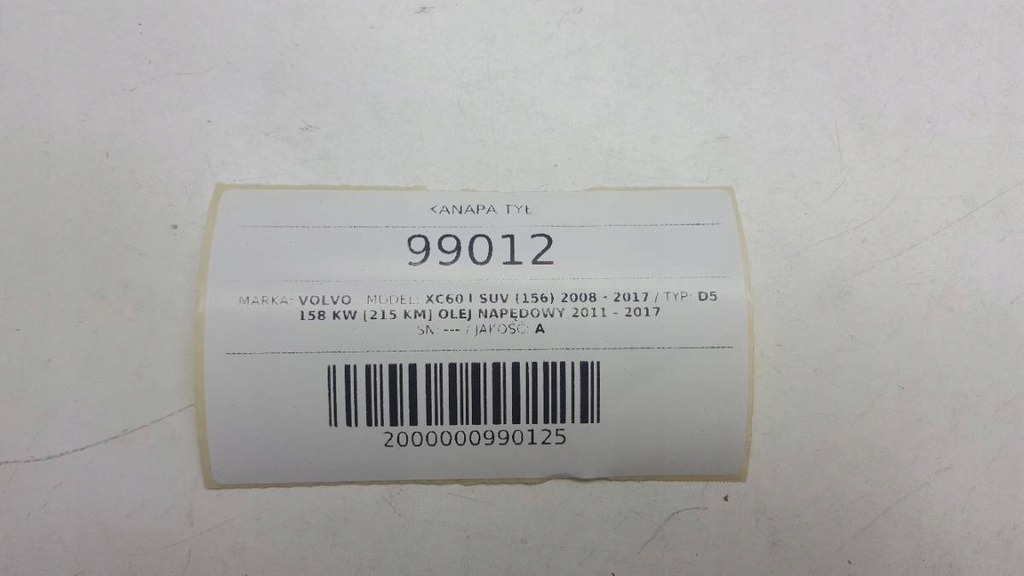 KANAPA TYŁ
99012
MARKA: VOLVO MODEL: XC60 I SUV (156) 2008 - 2017 / TYP: D5
158 KW [215 KM] OLEJ NAPĘDOWY 2011 - 2017
SN: --- / JAKOŚĆ: A
2000000990125